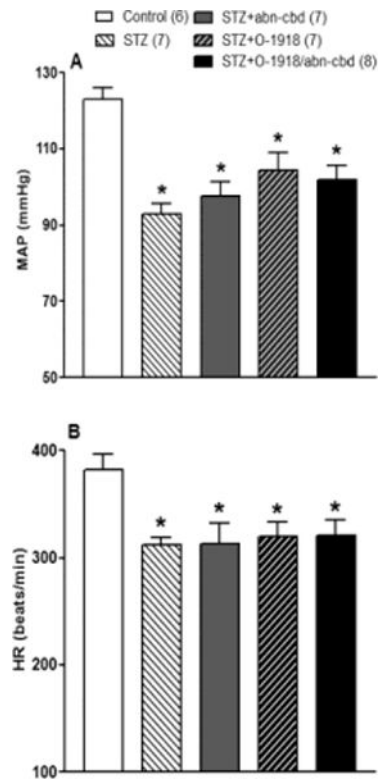 Control (6)
STZ+abn-cbd (7)
STZ (7)
STZ+O-1918 (7)
STZ+O-1918/abn-cbd (8)
A
130
110
90
70
50
MAP (mmHg)
*
*
*
*
B
400
300
200
100
HR (beats/min)
*
*
*
*